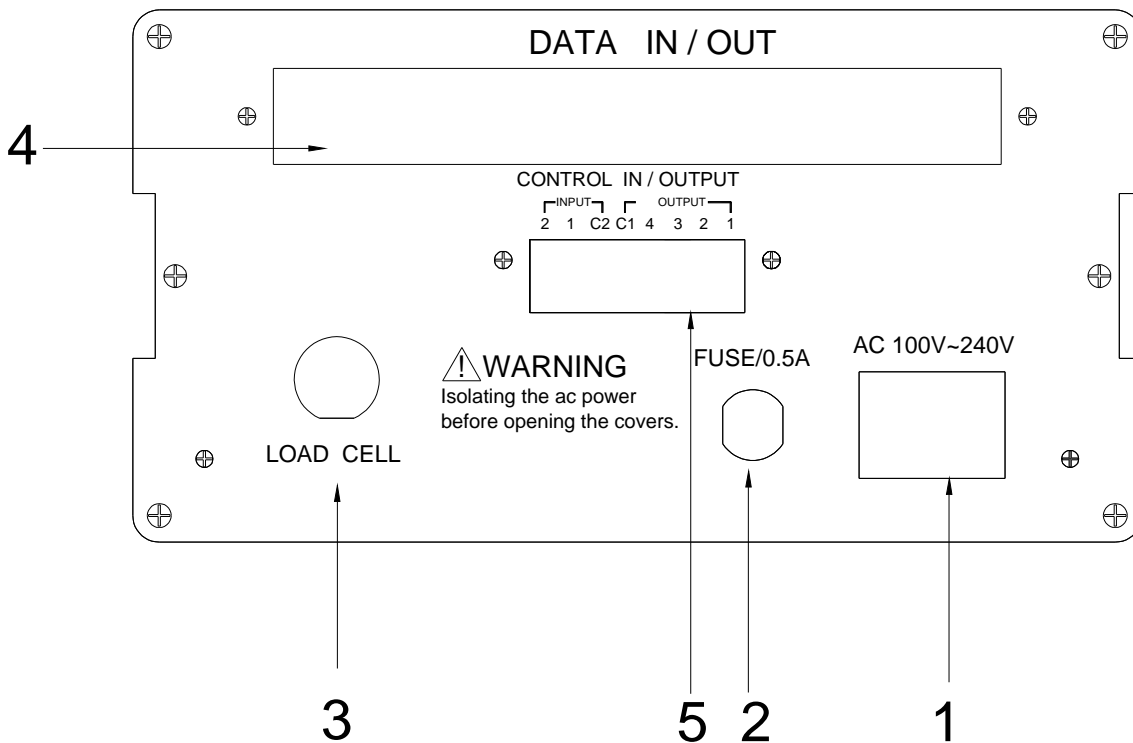 DATA IN / OUT
4
CONTROL IN / OUTPUT
INPUT OUTPUT
2 1 C2 C1 4 3 2 1
⚠ WARNING
Isolating the ac power
before opening the covers.
FUSE/0.5A
AC 100V~240V
LOAD CELL
3 5 2 1